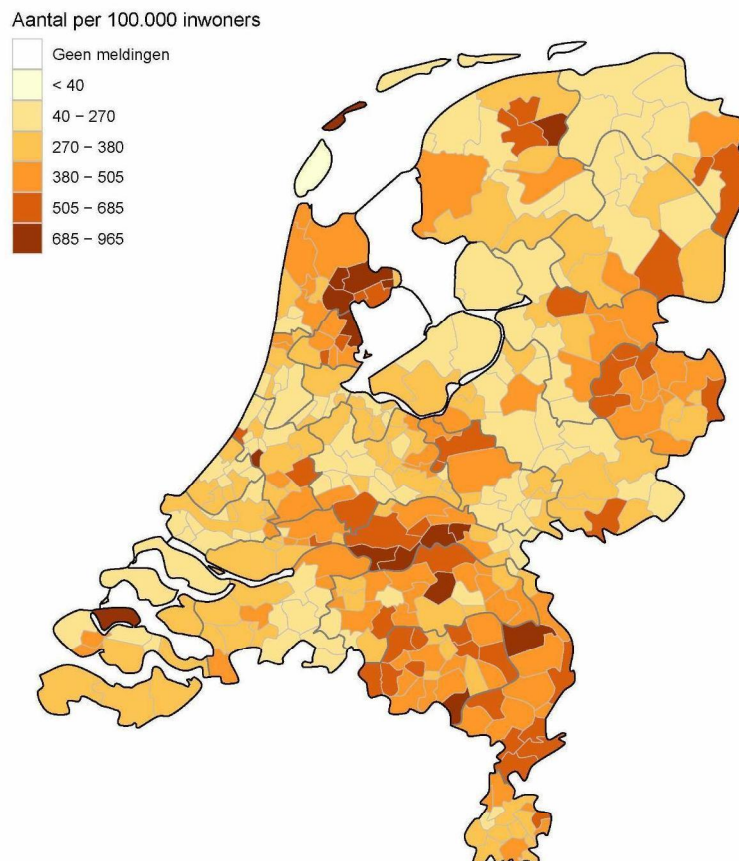 Aantal per 100.000 inwoners
Geen meldingen
< 40
40 – 270
270 – 380
380 – 505
505 – 685
685 – 965